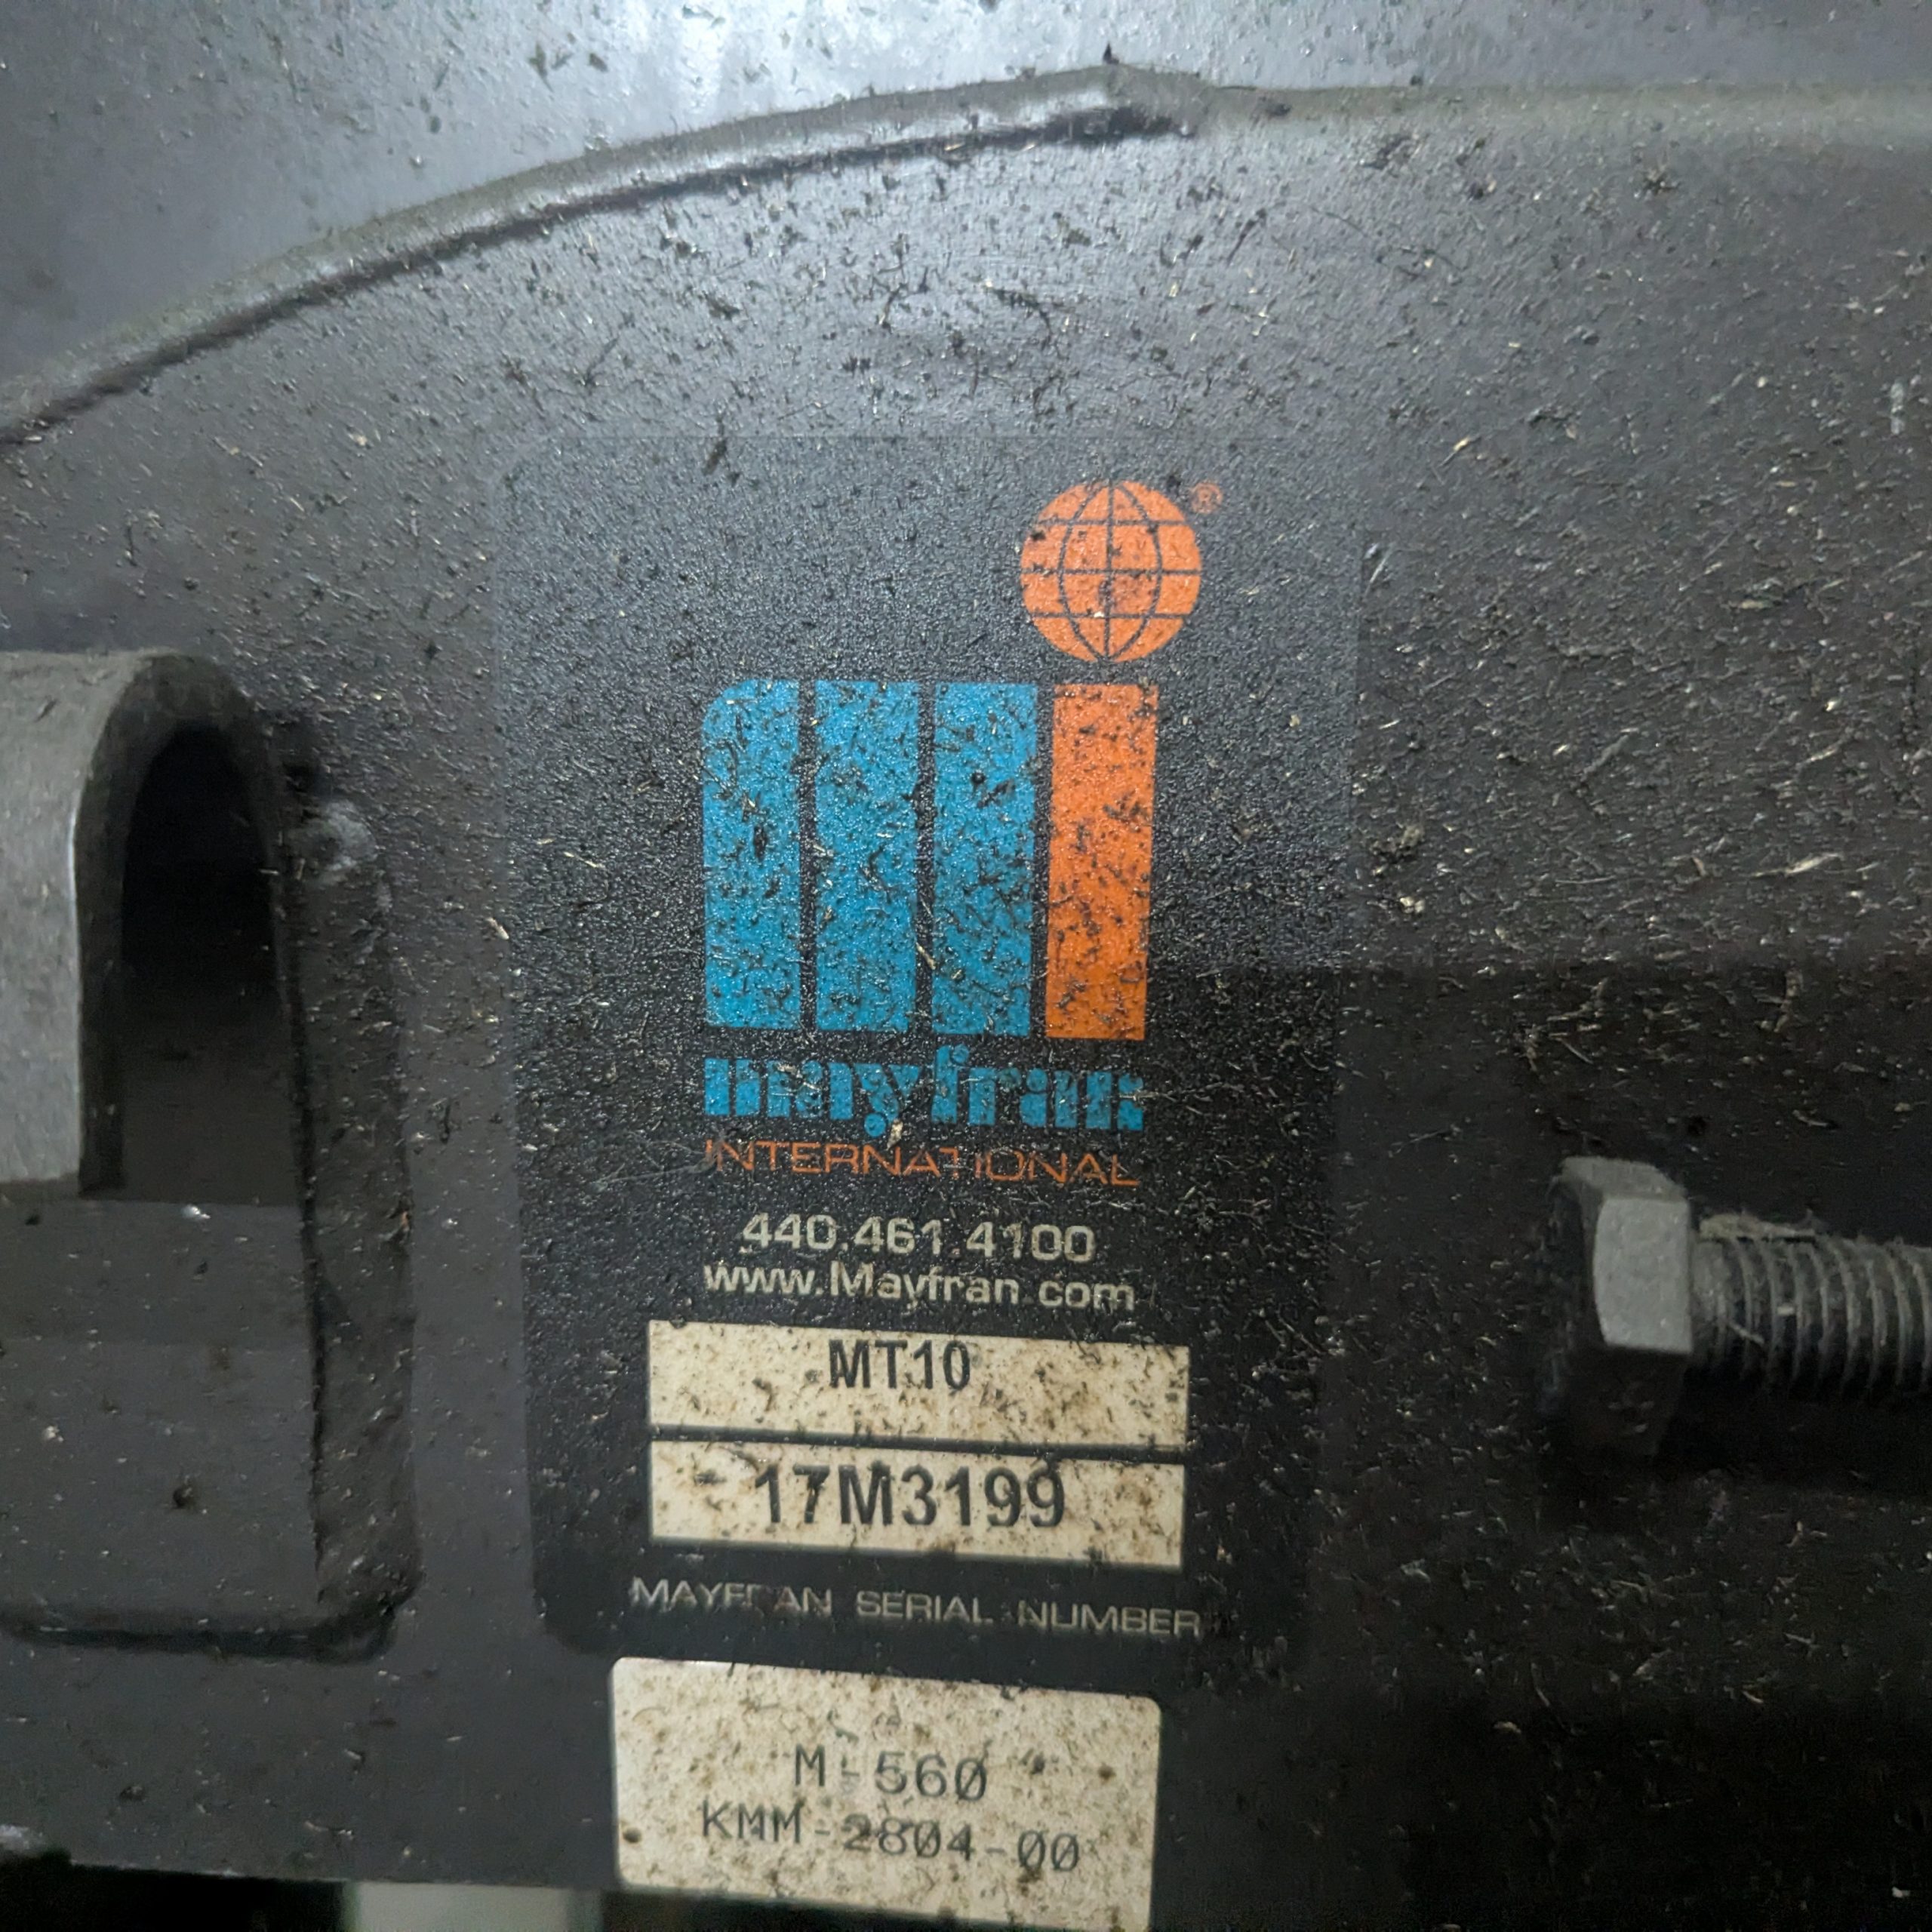 ®
mayfran
INTERNATIONAL
440.461.4100
www.Mayfran.com
MT10
17M3199
MAYFRAN SERIAL NUMBER
M-560
KMM-2804-00